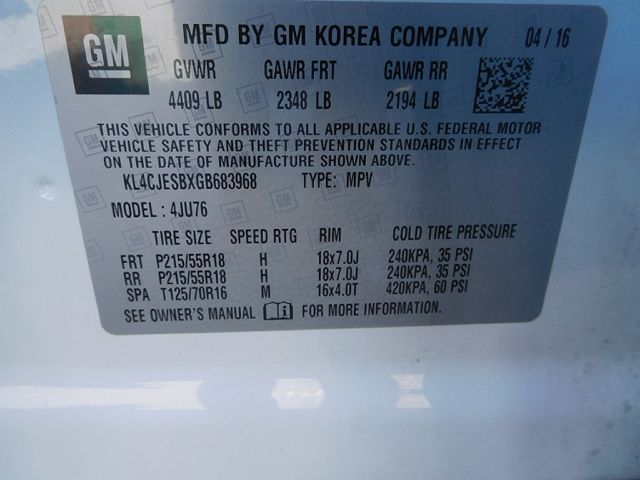 GM
MFD BY GM KOREA COMPANY 04 / 16
GVWR GAWR FRT GAWR RR
4409 LB 2348 LB 2194 LB
THIS VEHICLE CONFORMS TO ALL APPLICABLE U.S. FEDERAL MOTOR
VEHICLE SAFETY AND THEFT PREVENTION STANDARDS IN EFFECT
ON THE DATE OF MANUFACTURE SHOWN ABOVE.
KL4CJESBXGB683968 TYPE: MPV
MODEL : 4JU76
TIRE SIZE SPEED RTG RIM COLD TIRE PRESSURE
FRT P215/55R18 H 18x7.0J 240KPA, 35 PSI
RR P215/55R18 H 18x7.0J 240KPA, 35 PSI
SPA T125/70R16 M 16x4.0T 420KPA, 60 PSI
SEE OWNER'S MANUAL FOR MORE INFORMATION.